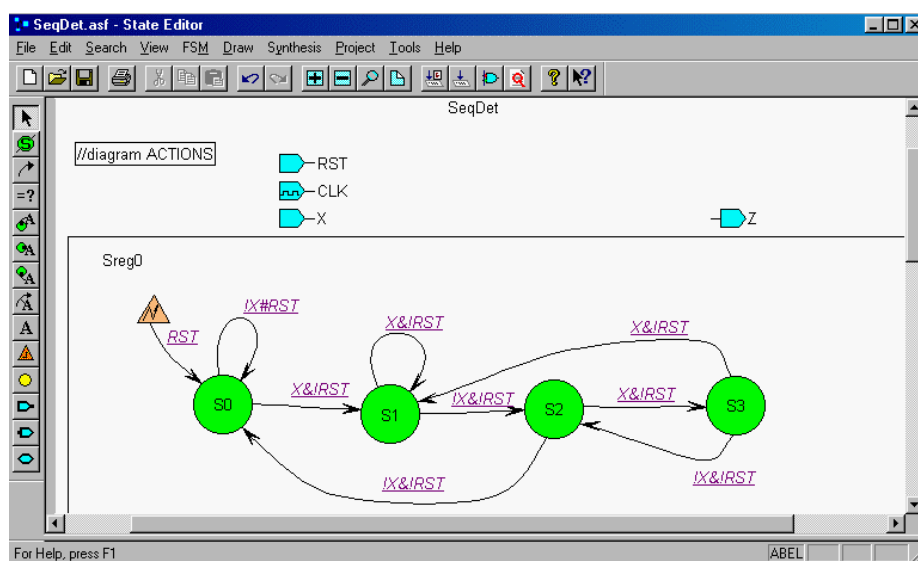 SeqDet.asf - State Editor
File Edit Search View FSM Draw Synthesis Project Tools Help
SeqDet
//diagram ACTIONS
RST
CLK
X
Z
Sreg0
!X#RST
RST
X&!RST
X&!RST
X&!RST
!X&!RST
X&!RST
S0
S1
S2
S3
!X&!RST
!X&!RST
For Help, press F1
ABEL